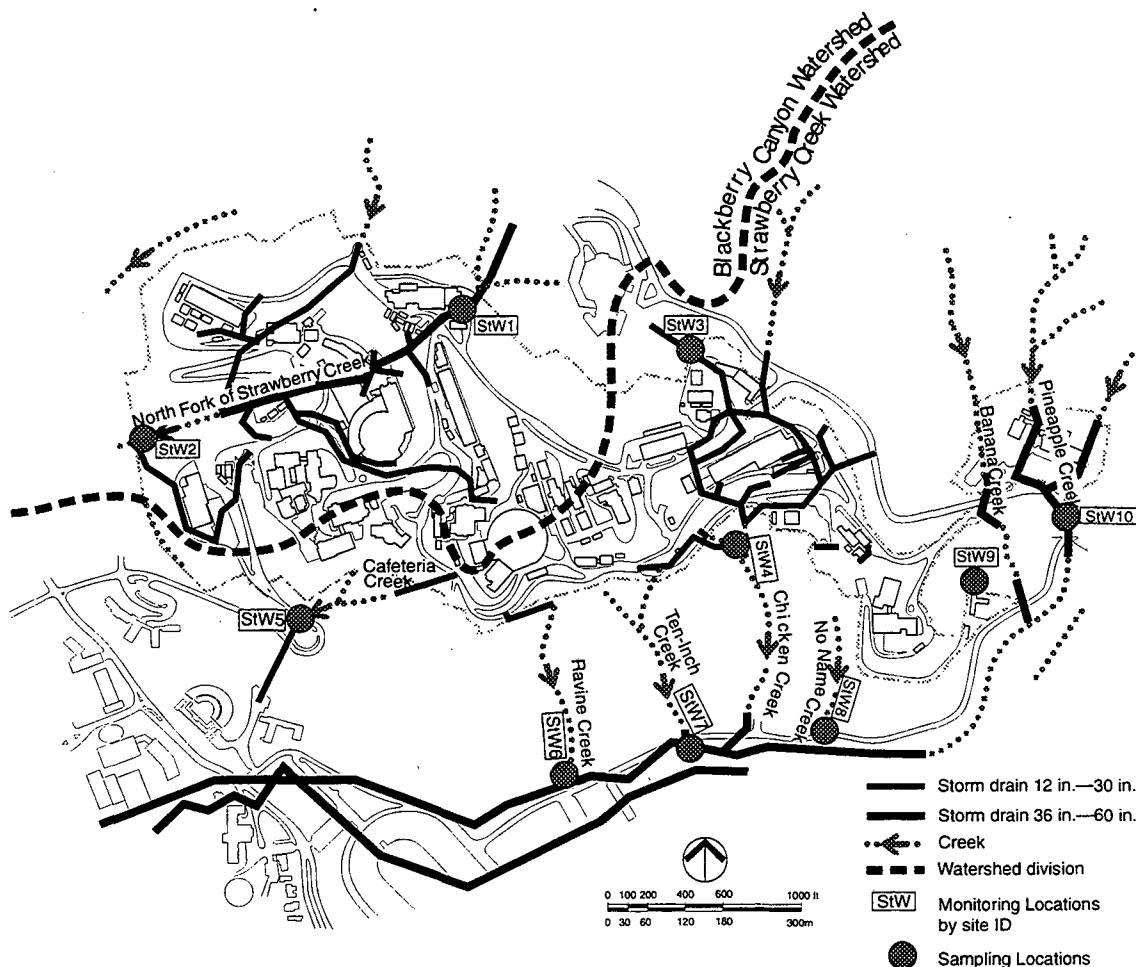 Blackberry Canyon Watershed
Strawberry Creek Watershed
StW1
StW3
North Fork of Strawberry Creek
StW2
Banana Creek
Pineapple Creek
StW10
StW4
StW9
Cafeteria
Creek
StW5
Ten-Inch
Creek
Chicken Creek
No Name Creek
StW8
Ravine Creek
StW7
StW6
Storm drain 12 in.—30 in.
Storm drain 36 in.—60 in.
Creek
Watershed division
StW Monitoring Locations
by site ID
Sampling Locations
0 100 200 400 600 1000 ft
0 30 60 120 180 300m